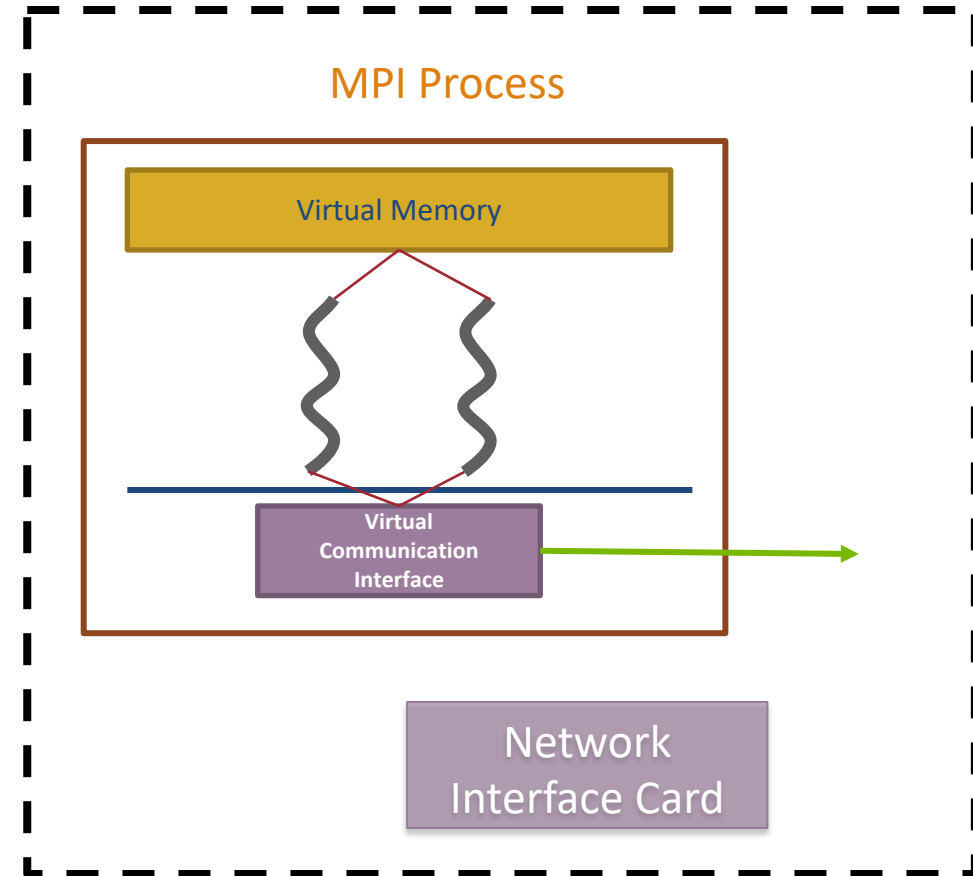 MPI Process
Virtual Memory
Virtual
Communication
Interface
Network
Interface Card